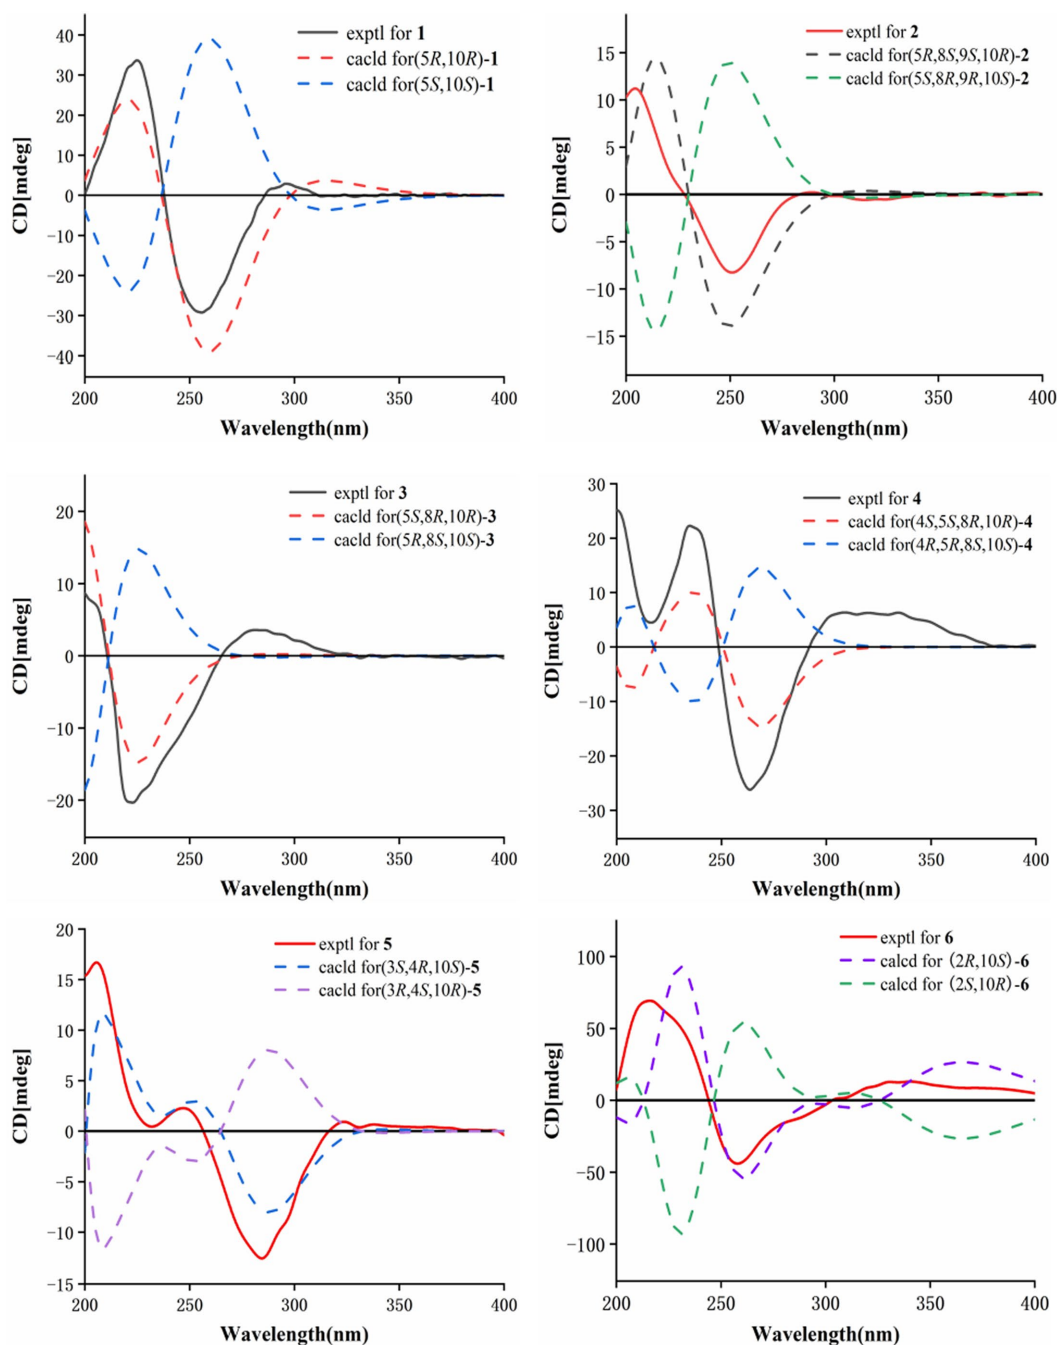 exptl for 1
cacld for(5R,10R)-1
cacld for(5S,10S)-1
40
30
20
10
0
−10
−20
−30
−40
CD[mdeg]
200
250
300
350
400
Wavelength(nm)
exptl for 2
cacld for(5R,8S,9S,10R)-2
cacld for(5S,8R,9R,10S)-2
15
10
5
0
−5
−10
−15
CD[mdeg]
200
250
300
350
400
Wavelength(nm)
exptl for 3
cacld for(5S,8R,10R)-3
cacld for(5R,8S,10S)-3
20
10
0
−10
−20
CD[mdeg]
200
250
300
350
400
Wavelength(nm)
exptl for 4
cacld for(4S,5S,8R,10R)-4
cacld for(4R,5R,8S,10S)-4
30
20
10
0
−10
−20
−30
CD[mdeg]
200
250
300
350
400
Wavelength(nm)
exptl for 5
cacld for(3S,4R,10S)-5
cacld for(3R,4S,10R)-5
20
15
10
5
0
−5
−10
−15
CD[mdeg]
200
250
300
350
400
Wavelength(nm)
exptl for 6
calcd for (2R,10S)-6
calcd for (2S,10R)-6
100
50
0
−50
−100
CD[mdeg]
200
250
300
350
400
Wavelength(nm)